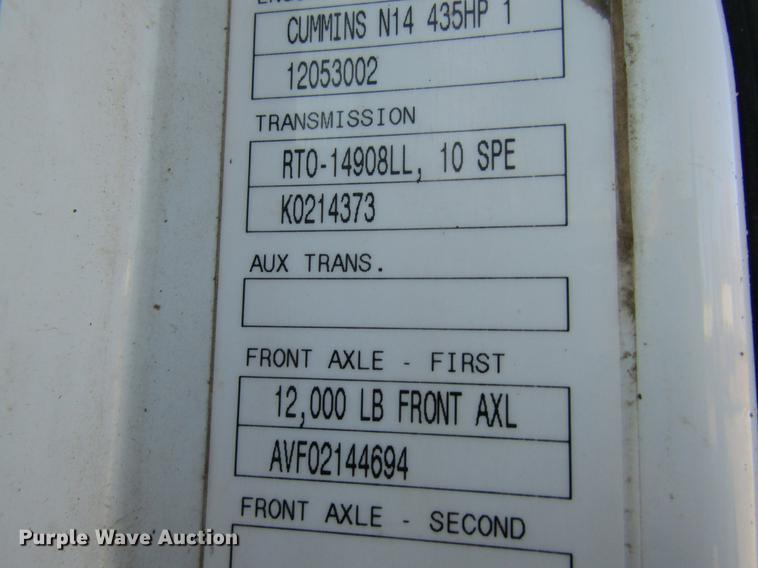 CUMMINS N14 435HP 1
12053002
TRANSMISSION
RTO-14908LL, 10 SPE
K0214373
AUX TRANS.
FRONT AXLE - FIRST
12,000 LB FRONT AXL
AVF02144694
FRONT AXLE - SECOND
Purple Wave Auction